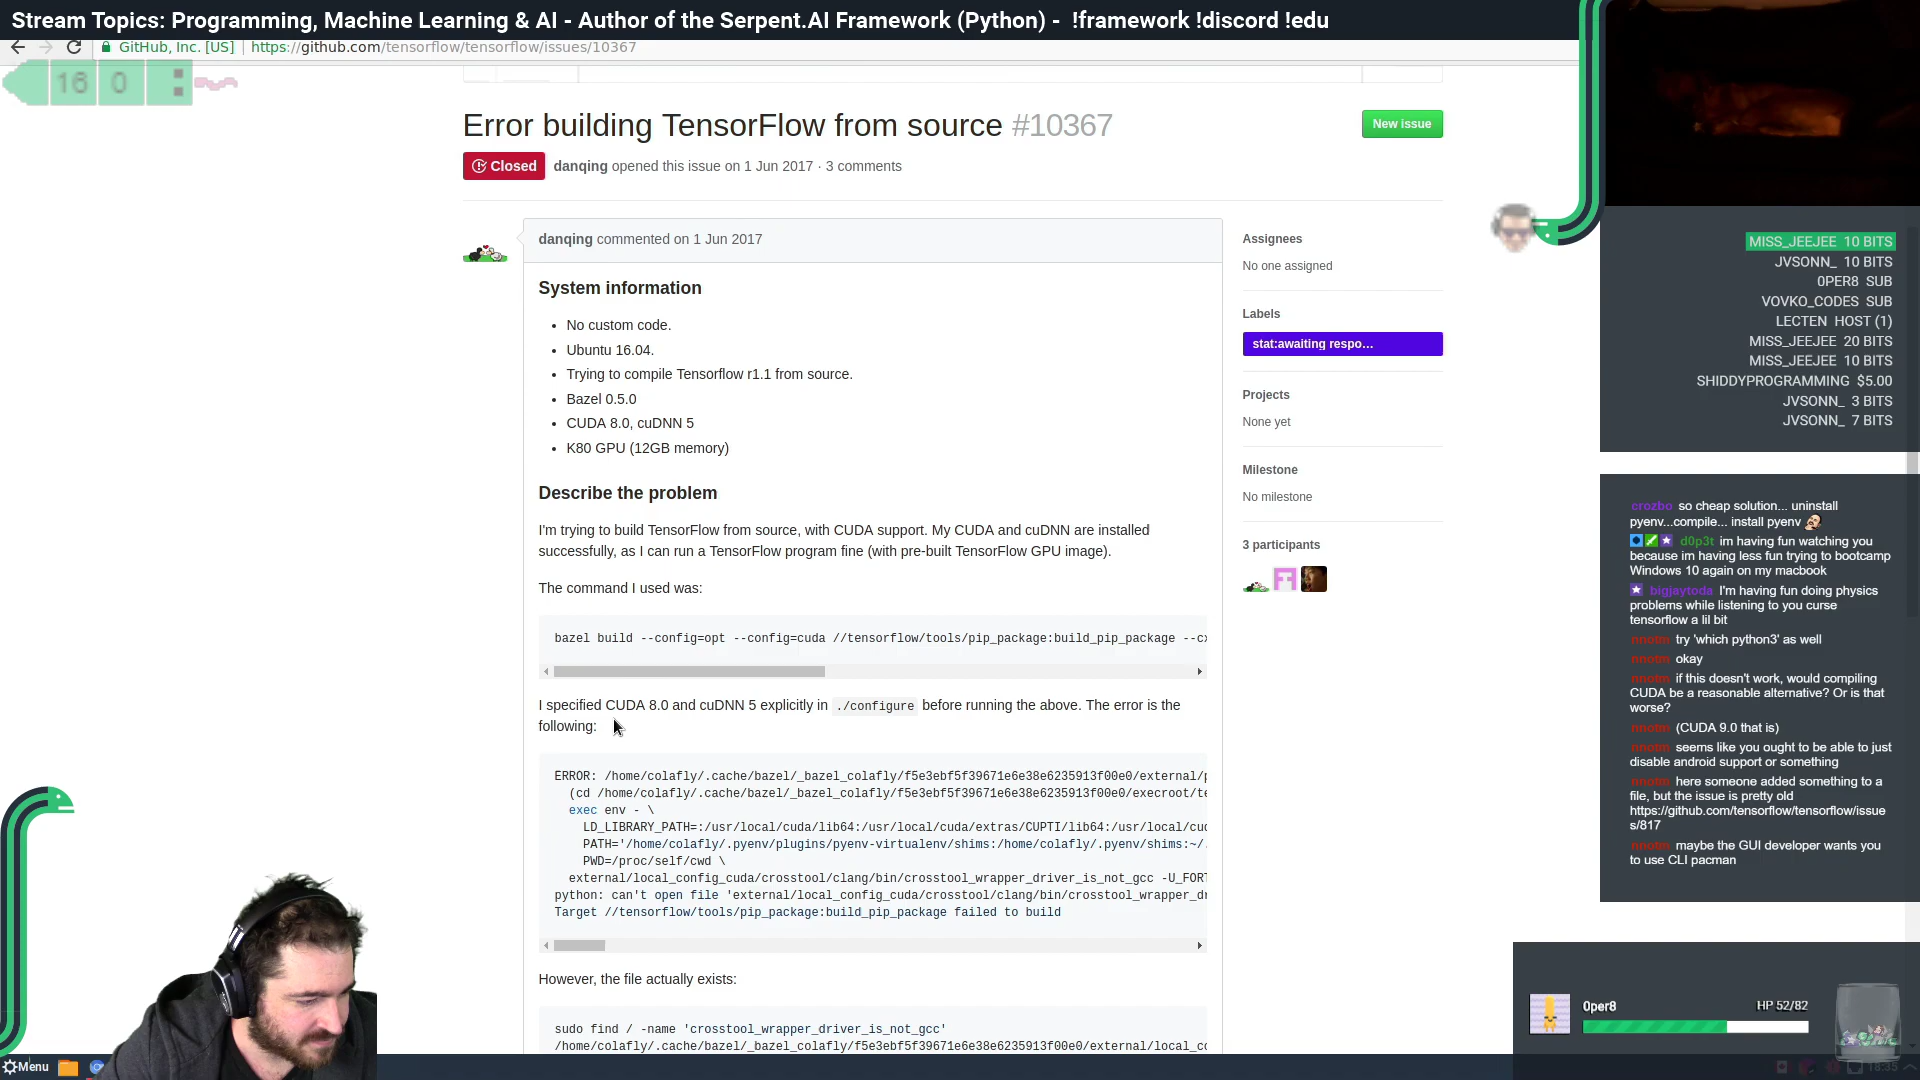 Stream Topics: Programming, Machine Learning & AI - Author of the Serpent.AI Framework (Python) -  !framework !discord !edu
GitHub, Inc. [US] | https://github.com/tensorflow/tensorflow/issues/10367
16 0 :
Error building TensorFlow from source #10367
New issue
Closed danqing opened this issue on 1 Jun 2017 · 3 comments
danqing commented on 1 Jun 2017
System information
• No custom code.
• Ubuntu 16.04.
• Trying to compile Tensorflow r1.1 from source.
• Bazel 0.5.0
• CUDA 8.0, cuDNN 5
• K80 GPU (12GB memory)
Describe the problem
I'm trying to build TensorFlow from source, with CUDA support. My CUDA and cuDNN are installed
successfully, as I can run a TensorFlow program fine (with pre-built TensorFlow GPU image).
The command I used was:
bazel build --config=opt --config=cuda //tensorflow/tools/pip_package:build_pip_package --cx
I specified CUDA 8.0 and cuDNN 5 explicitly in ./configure before running the above. The error is the
following:
ERROR: /home/colafly/.cache/bazel/_bazel_colafly/f5e3ebf5f39671e6e38e6235913f00e0/external/p
(cd /home/colafly/.cache/bazel/_bazel_colafly/f5e3ebf5f39671e6e38e6235913f00e0/execroot/te
exec env - \
LD_LIBRARY_PATH=:/usr/local/cuda/lib64:/usr/local/cuda/extras/CUPTI/lib64:/usr/local/cud
PATH='/home/colafly/.pyenv/plugins/pyenv-virtualenv/shims:/home/colafly/.pyenv/shims:~/.
PWD=/proc/self/cwd \
external/local_config_cuda/crosstool/clang/bin/crosstool_wrapper_driver_is_not_gcc -U_FORT
python: can't open file 'external/local_config_cuda/crosstool/clang/bin/crosstool_wrapper_dr
Target //tensorflow/tools/pip_package:build_pip_package failed to build
However, the file actually exists:
sudo find / -name 'crosstool_wrapper_driver_is_not_gcc'
/home/colafly/.cache/bazel/_bazel_colafly/f5e3ebf5f39671e6e38e6235913f00e0/external/local_co
Assignees
No one assigned
Labels
stat:awaiting respo…
Projects
None yet
Milestone
No milestone
3 participants
MISS_JEEJEE 10 BITS
JVSONN_ 10 BITS
0PER8 SUB
VOVKO_CODES SUB
LECTEN HOST (1)
MISS_JEEJEE 20 BITS
MISS_JEEJEE 10 BITS
SHIDDYPROGRAMMING $5.00
JVSONN_ 3 BITS
JVSONN_ 7 BITS
crozbo so cheap solution... uninstall
pyenv...compile... install pyenv
d0p3t im having fun watching you
because im having less fun trying to bootcamp
Windows 10 again on my macbook
bigjaytoda I'm having fun doing physics
problems while listening to you curse
tensorflow a lil bit
nnotm try 'which python3' as well
nnotm okay
nnotm if this doesn't work, would compiling
CUDA be a reasonable alternative? Or is that
worse?
nnotm (CUDA 9.0 that is)
nnotm seems like you ought to be able to just
disable android support or something
nnotm here someone added something to a
file, but the issue is pretty old
https://github.com/tensorflow/tensorflow/issue
s/817
nnotm maybe the GUI developer wants you
to use CLI pacman
0per8 HP 52/82
Menu
18:35